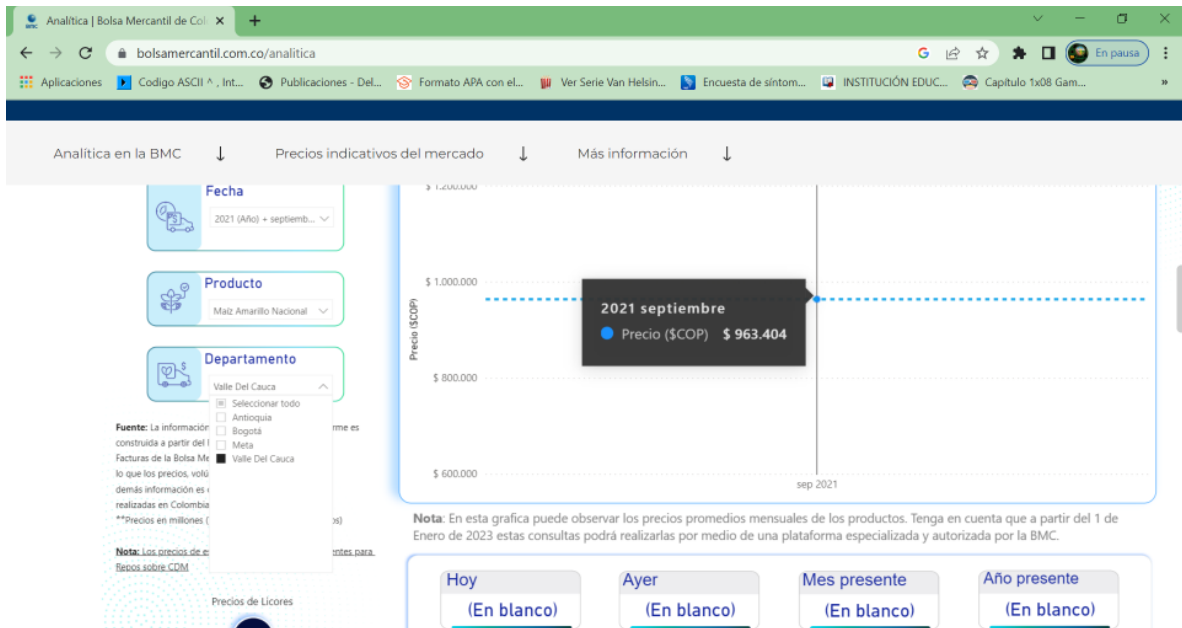 Analítica | Bolsa Mercantil de Col
bolsamercantil.com.co/analitica
En pausa
Aplicaciones
Codigo ASCII ^ , Int...
Publicaciones - Del...
Formato APA con el...
Ver Serie Van Helsin...
Encuesta de síntom...
INSTITUCIÓN EDUC...
Capítulo 1x08 Gam...
»
Analítica en la BMC ↓
Precios indicativos del mercado ↓
Más información ↓
Fecha
2021 (Año) + septiemb...
Producto
Maíz Amarillo Nacional
Departamento
Valle Del Cauca
Seleccionar todo
Antioquia
Bogotá
Meta
Valle Del Cauca
Fuente: La información
rme es
construida a partir del
Facturas de la Bolsa Me
lo que los precios, volú
demás información es
realizadas en Colombia
**Precios en millones (
os)
Nota: Los precios de e
entes para
Repos sobre CDM
Precios de Licores
$ 1.200.000
$ 1.000.000
$ 800.000
$ 600.000
Precio ($COP)
2021 septiembre
Precio ($COP) $ 963.404
sep 2021
Nota: En esta grafica puede observar los precios promedios mensuales de los productos. Tenga en cuenta que a partir del 1 de
Enero de 2023 estas consultas podrá realizarlas por medio de una plataforma especializada y autorizada por la BMC.
Hoy
(En blanco)
Ayer
(En blanco)
Mes presente
(En blanco)
Año presente
(En blanco)